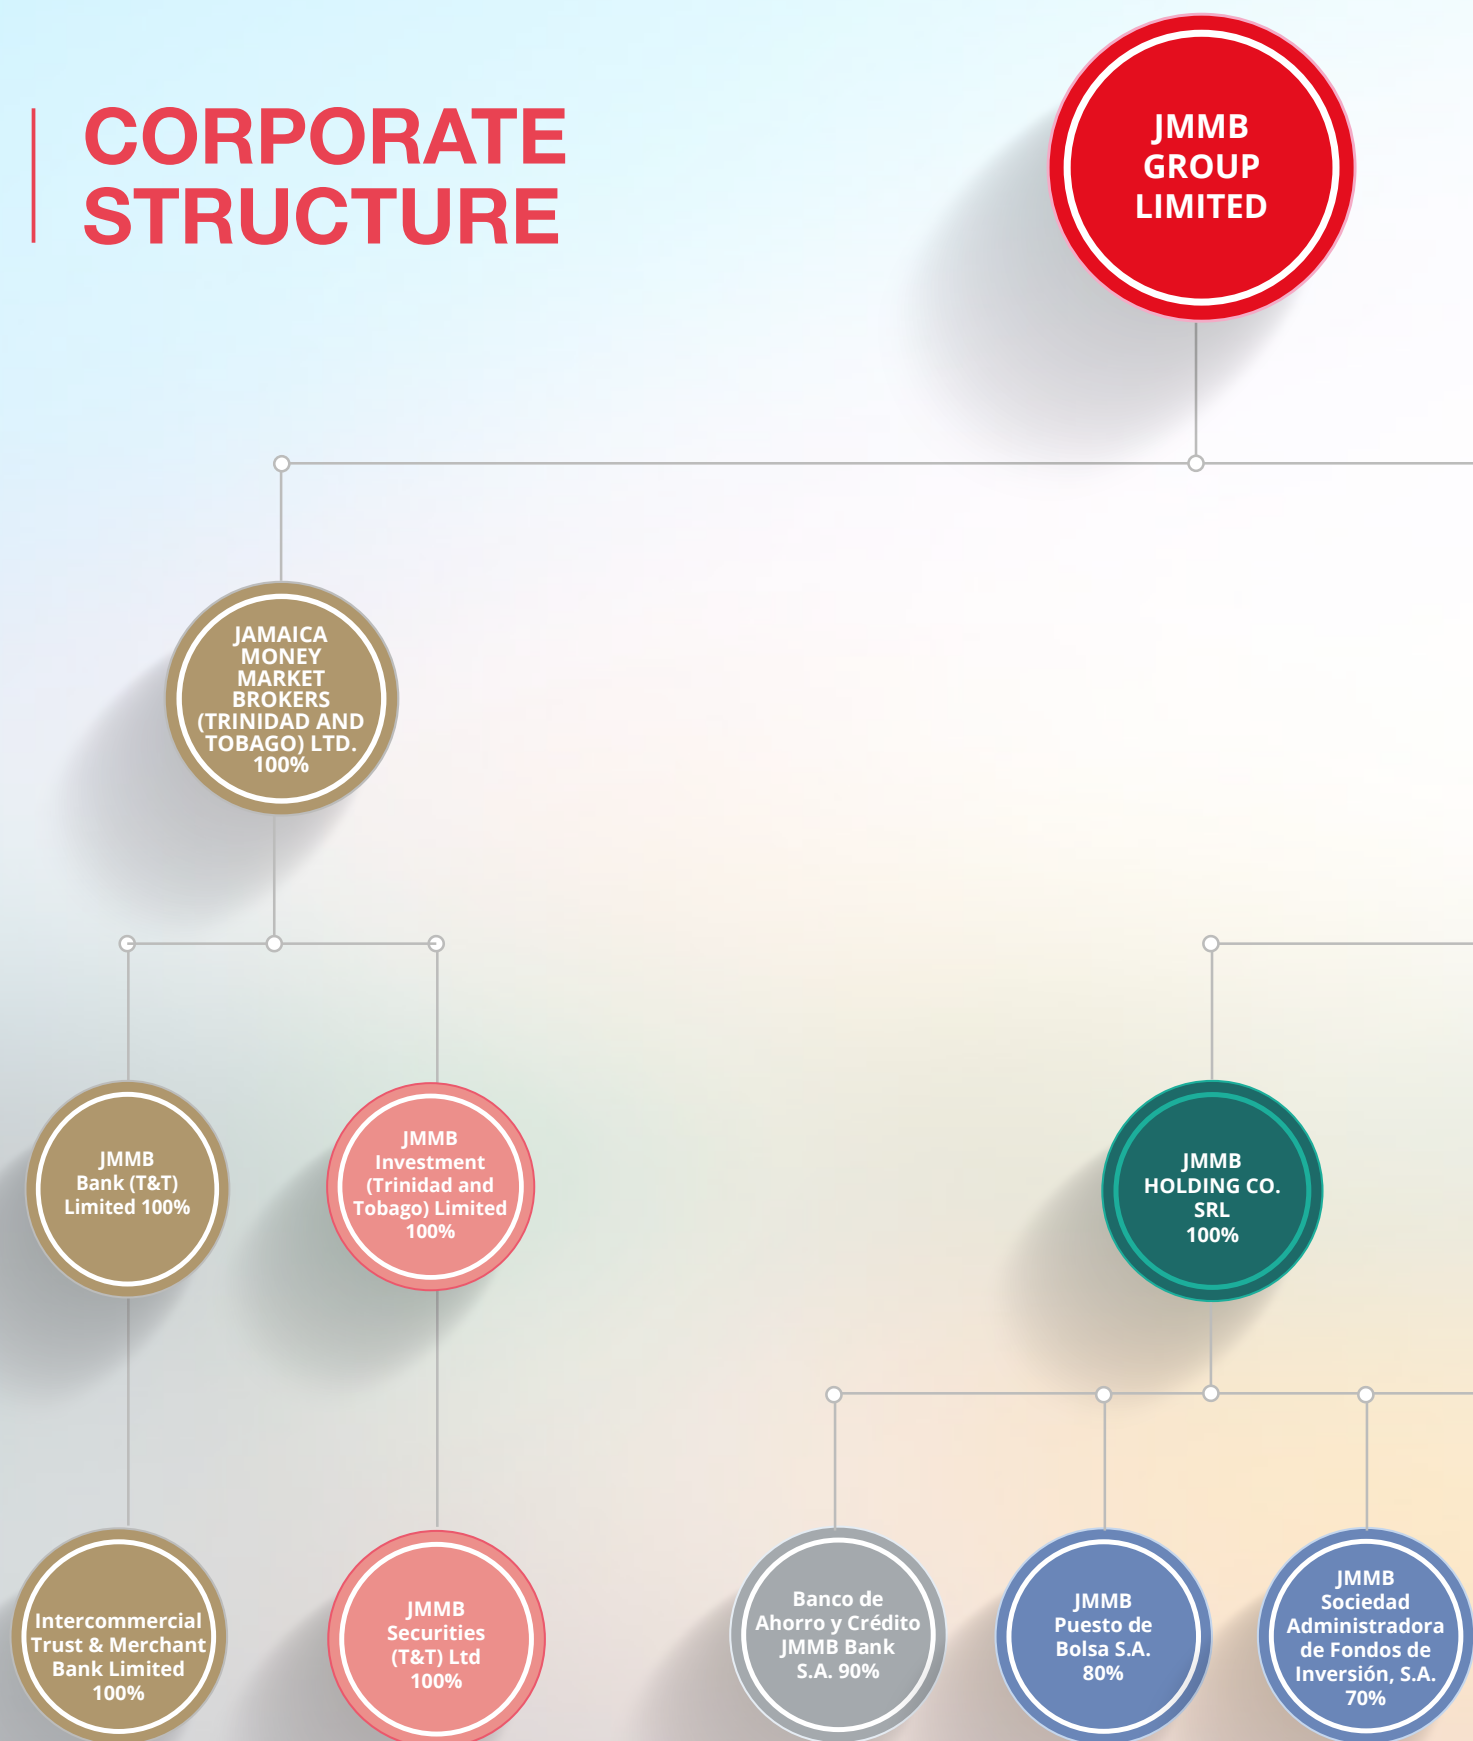 CORPORATE
STRUCTURE
JMMB
GROUP
LIMITED
JAMAICA
MONEY
MARKET
BROKERS
(TRINIDAD AND
TOBAGO) LTD.
100%
JMMB
Bank (T&T)
Limited 100%
JMMB
Investment
(Trinidad and
Tobago) Limited
100%
JMMB
HOLDING CO.
SRL
100%
Intercommercial
Trust & Merchant
Bank Limited
100%
JMMB
Securities
(T&T) Ltd
100%
Banco de
Ahorro y Crédito
JMMB Bank
S.A. 90%
JMMB
Puesto de
Bolsa S.A.
80%
JMMB
Sociedad
Administradora
de Fondos de
Inversión, S.A.
70%